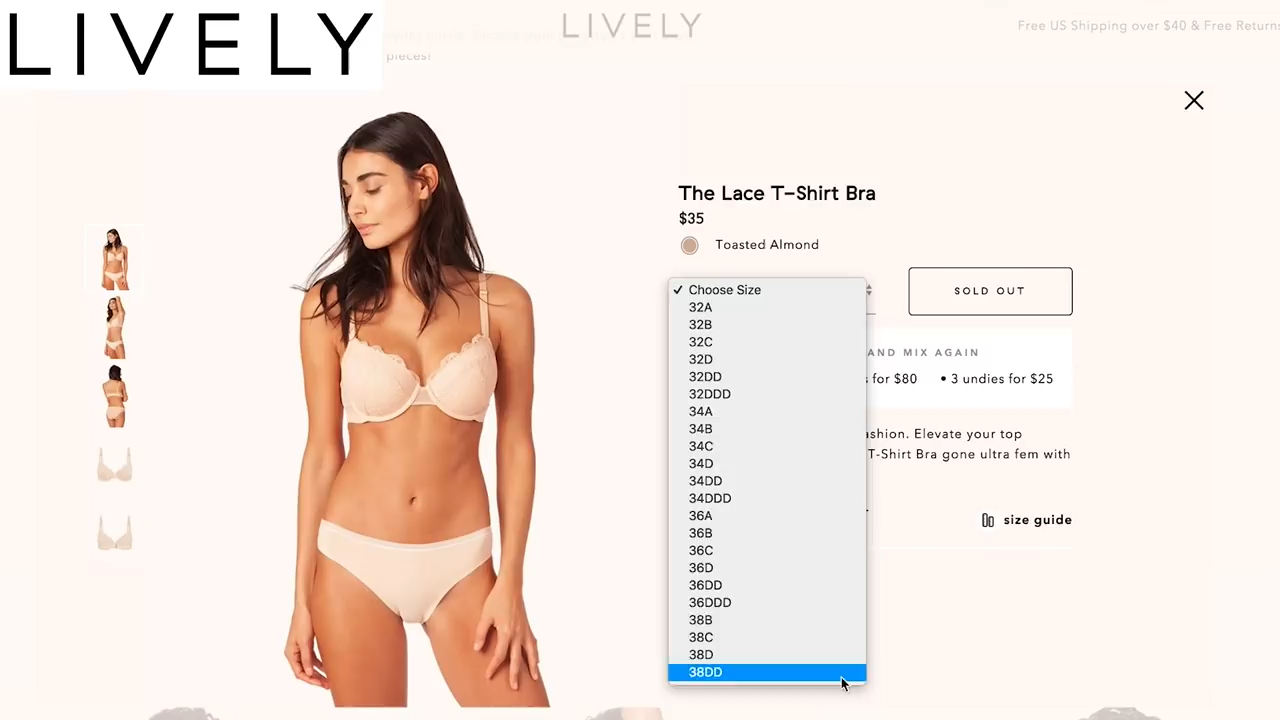 LIVELY
LIVELY
Free US Shipping over $40 & Free Returns
pieces!
The Lace T-Shirt Bra
$35
Toasted Almond
✓ Choose Size
32A
32B
32C
32D
32DD
32DDD
34A
34B
34C
34D
34DD
34DDD
36A
36B
36C
36D
36DD
36DDD
38B
38C
38D
38DD
SOLD OUT
AND MIX AGAIN
for $80 • 3 undies for $25
Elevate your top
T-Shirt Bra gone ultra fem with
size guide